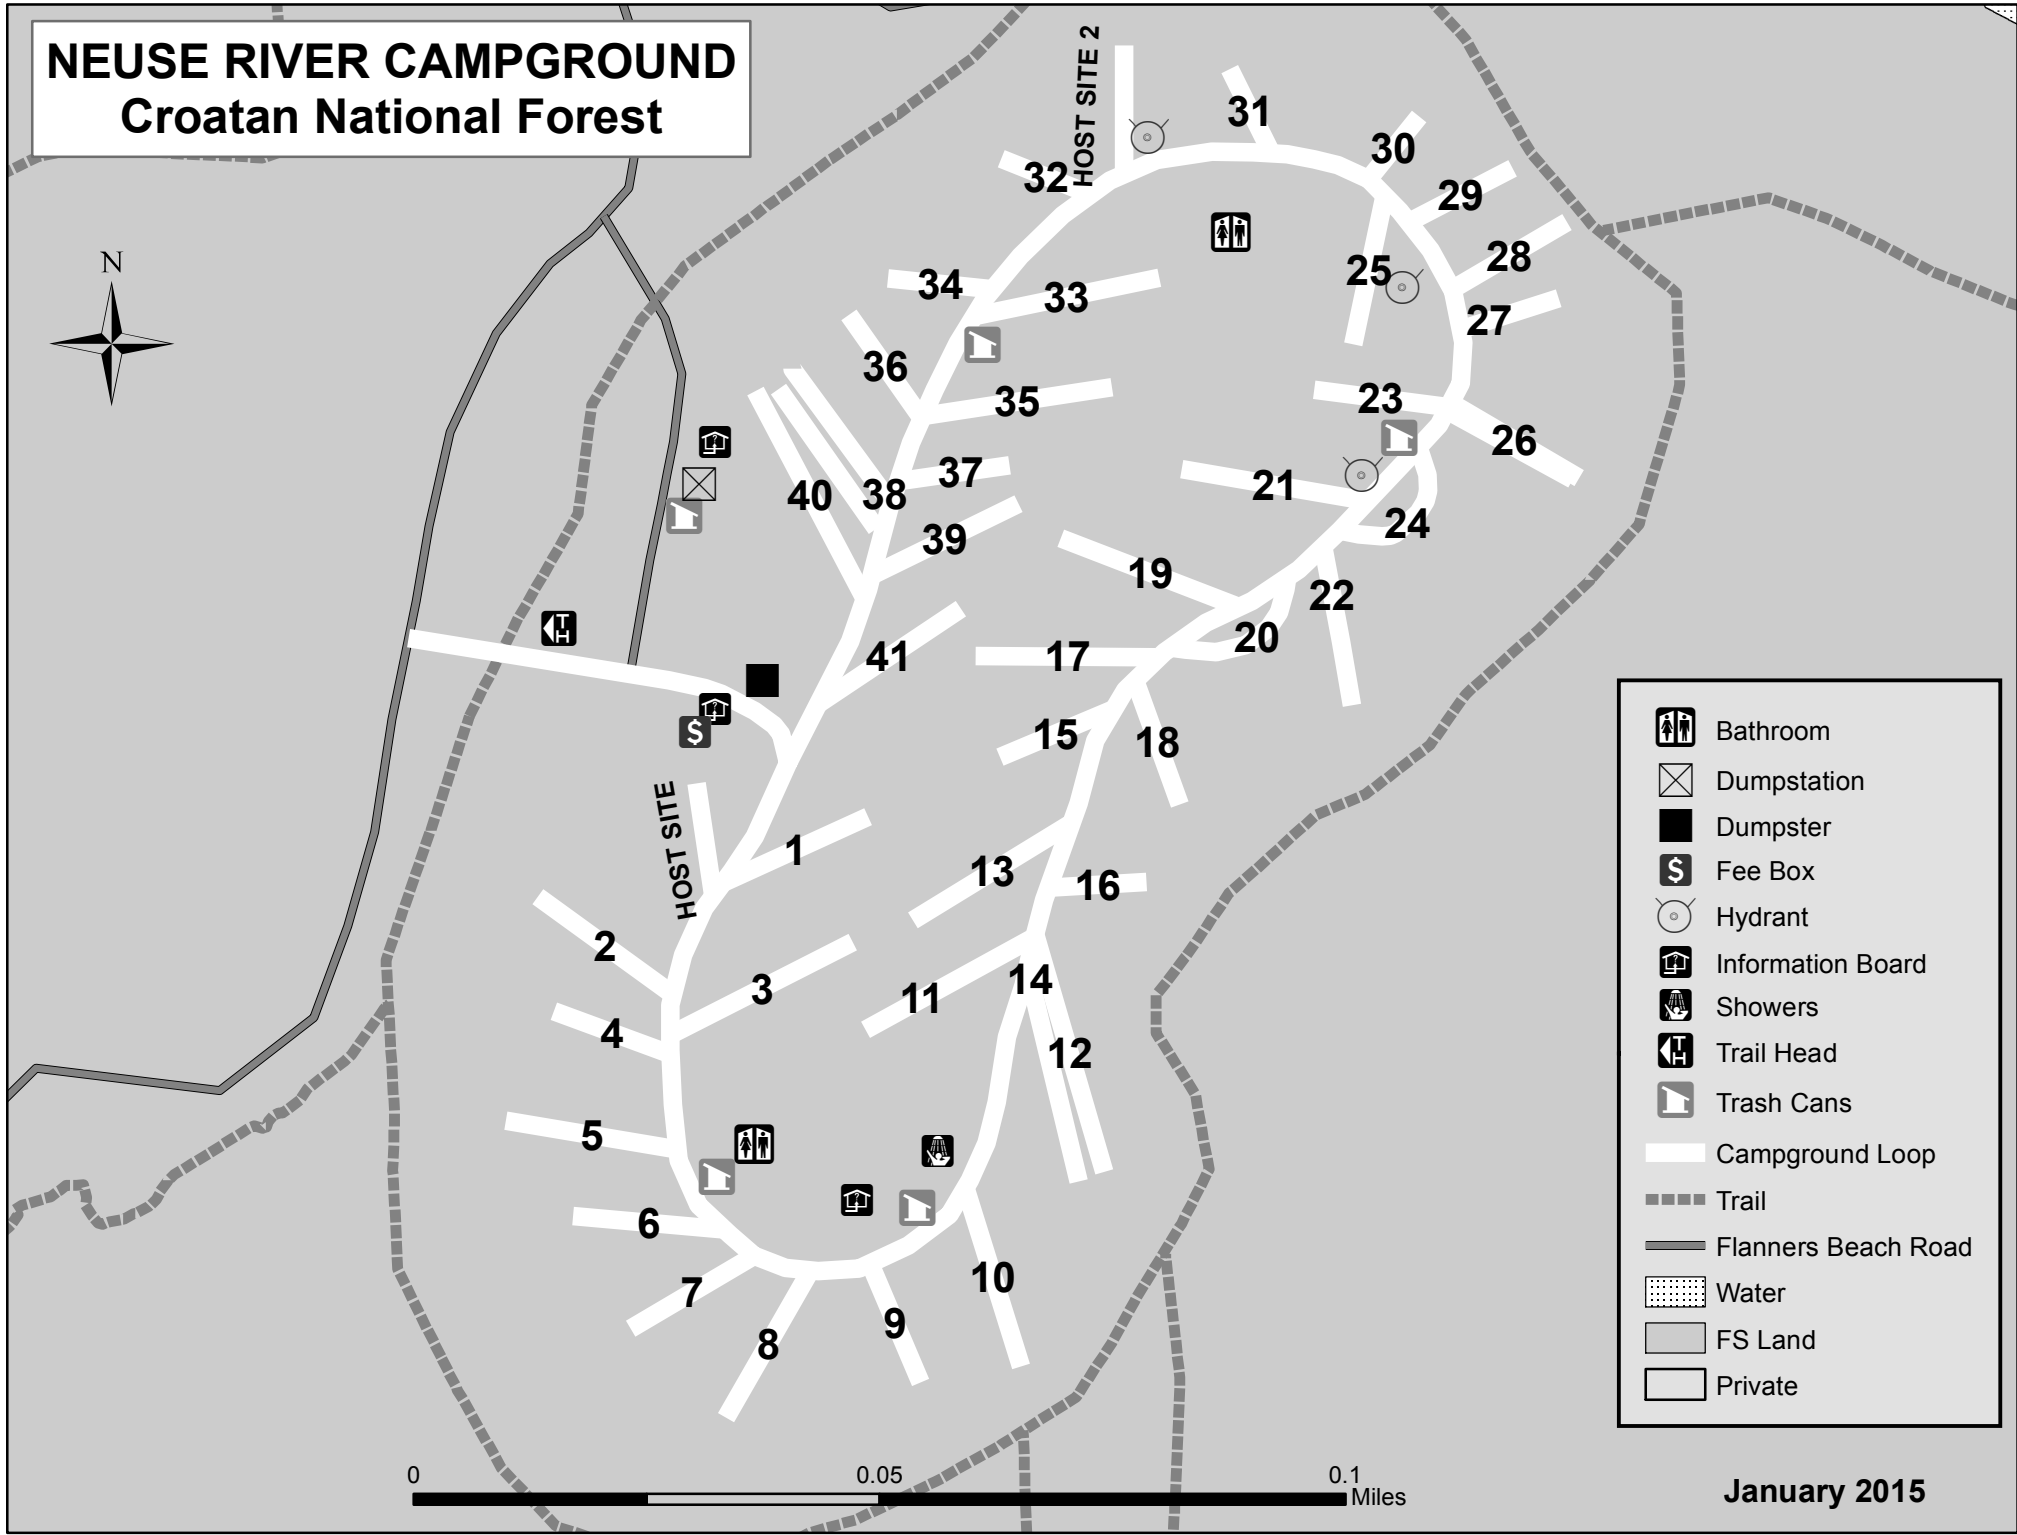 NEUSE RIVER CAMPGROUND
Croatan National Forest
N
HOST SITE 2
31
30
32
29
28
25
34
33
27
36
35
23
26
37
21
40
38
24
39
19
22
20
41
17
15
18
HOST SITE
1
13
16
2
3
14
11
4
12
5
6
10
7
9
8
T
H
$
Bathroom
Dumpstation
Dumpster
$ Fee Box
Hydrant
Information Board
Showers
TH Trail Head
Trash Cans
Campground Loop
Trail
Flanners Beach Road
Water
FS Land
Private
0 0.05 0.1
Miles
January 2015